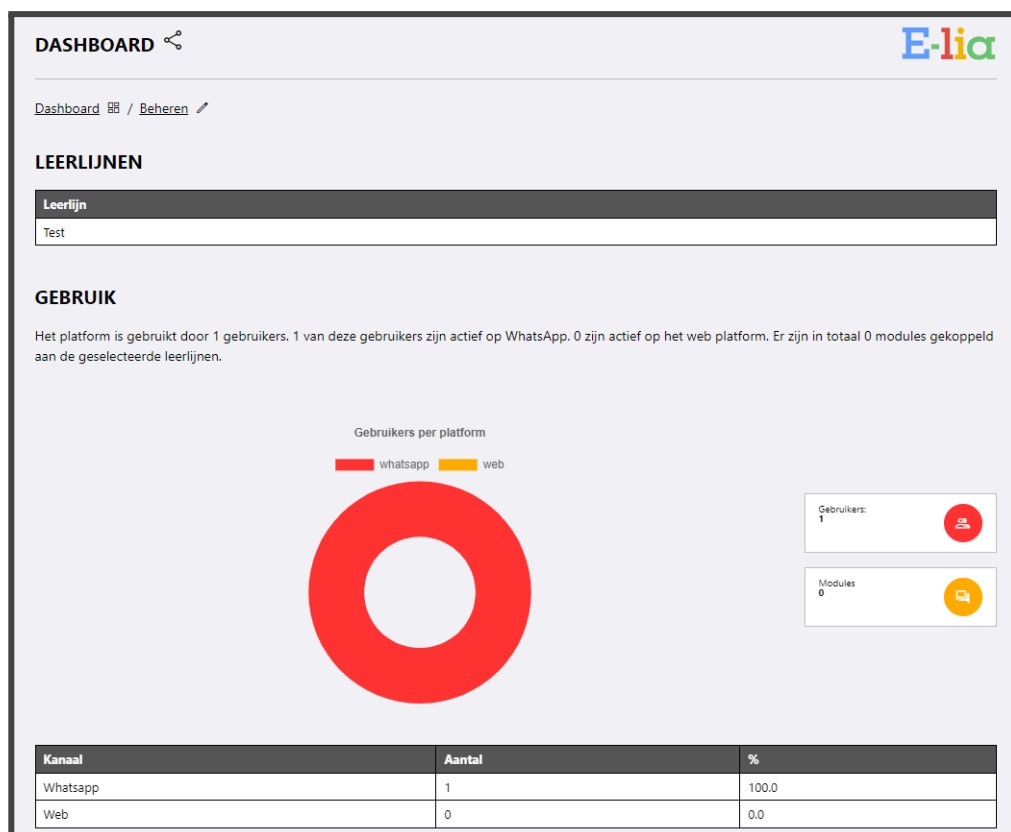 DASHBOARD
E-lia
Dashboard / Beheren
LEERLIJNEN
Leerlijn
Test
GEBRUIK
Het platform is gebruikt door 1 gebruikers. 1 van deze gebruikers zijn actief op WhatsApp. 0 zijn actief op het web platform. Er zijn in totaal 0 modules gekoppeld
aan de geselecteerde leerlijnen.
Gebruikers per platform
whatsapp web
Gebruikers:
1
Modules
0
Kanaal Aantal %
Whatsapp 1 100.0
Web 0 0.0